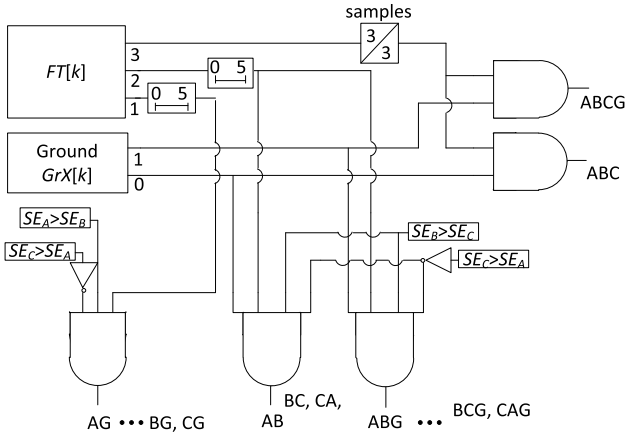 samples
3
3
FT[k]
3
2
1
0 5
0 5
ABCG
Ground
GrX[k]
1
0
ABC
SEA>SEB
SEB>SEC
SEC>SEA
SEC>SEA
BC, CA,
AG ••• BG, CG
AB
ABG •••
BCG, CAG